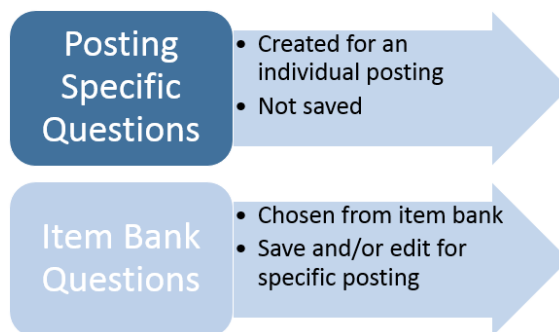 Posting
Specific
Questions
• Created for an
individual posting
• Not saved
Item Bank
Questions
• Chosen from item bank
• Save and/or edit for
specific posting